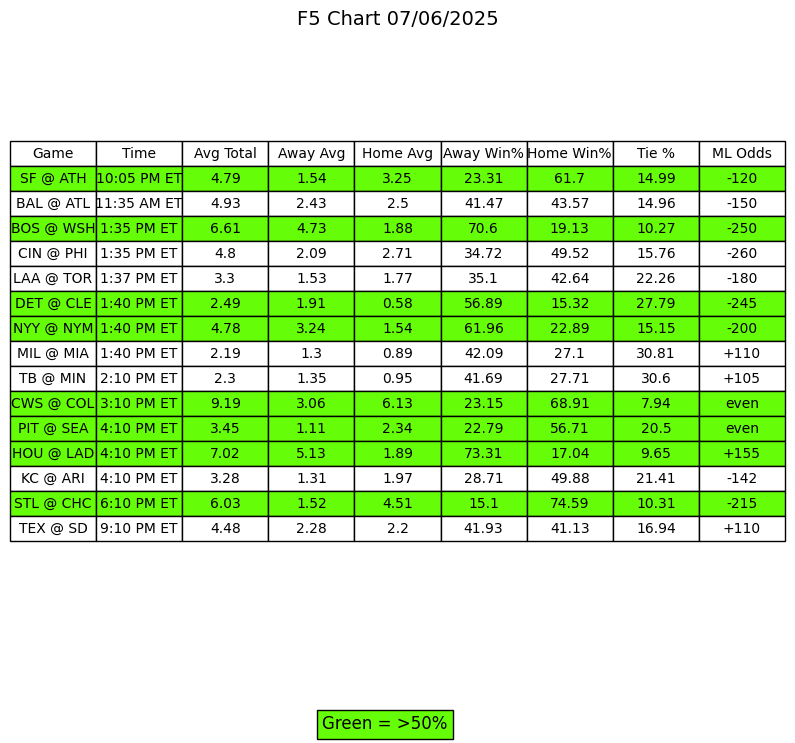 F5 Chart 07/06/2025
Game Time Avg Total Away Avg Home Avg Away Win% Home Win% Tie % ML Odds
SF @ ATH 10:05 PM ET 4.79 1.54 3.25 23.31 61.7 14.99 -120
BAL @ ATL 11:35 AM ET 4.93 2.43 2.5 41.47 43.57 14.96 -150
BOS @ WSH 1:35 PM ET 6.61 4.73 1.88 70.6 19.13 10.27 -250
CIN @ PHI 1:35 PM ET 4.8 2.09 2.71 34.72 49.52 15.76 -260
LAA @ TOR 1:37 PM ET 3.3 1.53 1.77 35.1 42.64 22.26 -180
DET @ CLE 1:40 PM ET 2.49 1.91 0.58 56.89 15.32 27.79 -245
NYY @ NYM 1:40 PM ET 4.78 3.24 1.54 61.96 22.89 15.15 -200
MIL @ MIA 1:40 PM ET 2.19 1.3 0.89 42.09 27.1 30.81 +110
TB @ MIN 2:10 PM ET 2.3 1.35 0.95 41.69 27.71 30.6 +105
CWS @ COL 3:10 PM ET 9.19 3.06 6.13 23.15 68.91 7.94 even
PIT @ SEA 4:10 PM ET 3.45 1.11 2.34 22.79 56.71 20.5 even
HOU @ LAD 4:10 PM ET 7.02 5.13 1.89 73.31 17.04 9.65 +155
KC @ ARI 4:10 PM ET 3.28 1.31 1.97 28.71 49.88 21.41 -142
STL @ CHC 6:10 PM ET 6.03 1.52 4.51 15.1 74.59 10.31 -215
TEX @ SD 9:10 PM ET 4.48 2.28 2.2 41.93 41.13 16.94 +110
Green = >50%